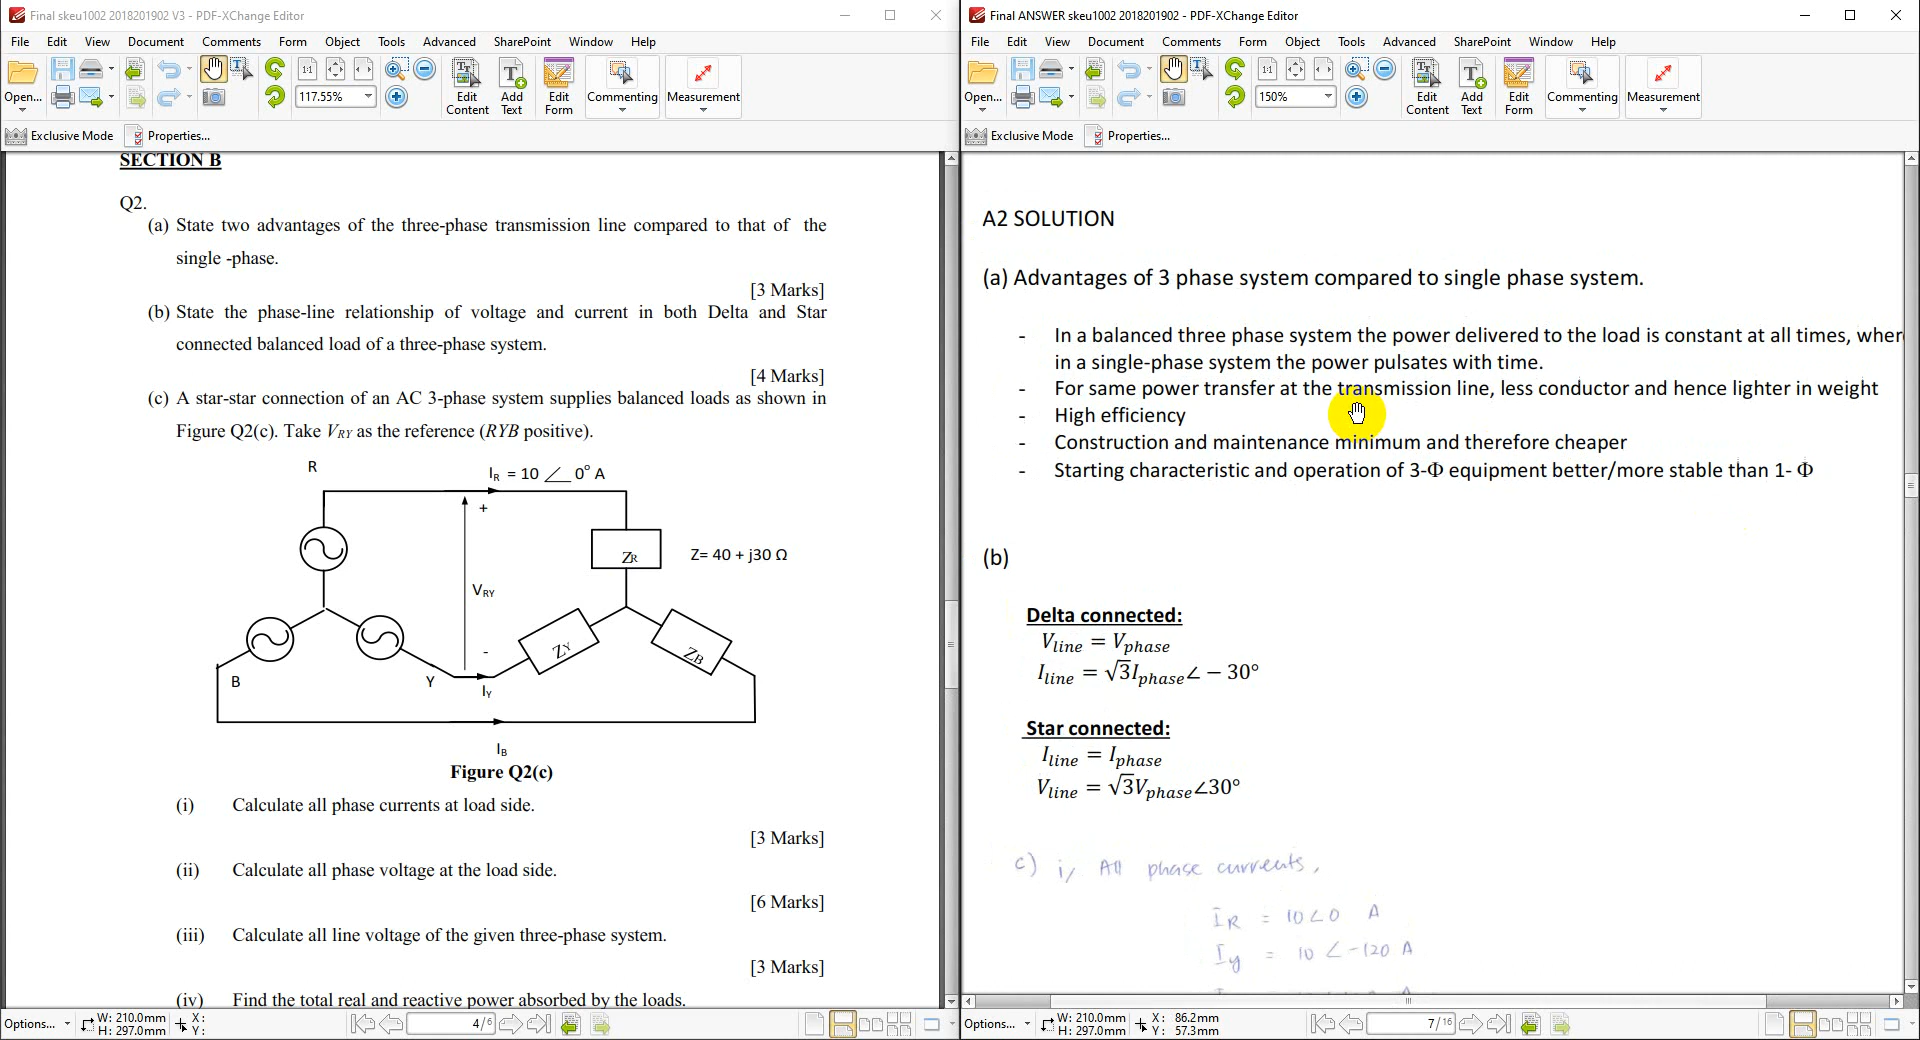 Final skeu1002 2018201902 V3 - PDF-XChange Editor
File Edit View Document Comments Form Object Tools Advanced SharePoint Window Help
Open... 117.55% Edit Content Add Text Edit Form Commenting Measurement
Exclusive Mode Properties...
SECTION B
Q2.
(a) State two advantages of the three-phase transmission line compared to that of the
single -phase.
[3 Marks]
(b) State the phase-line relationship of voltage and current in both Delta and Star
connected balanced load of a three-phase system.
[4 Marks]
(c) A star-star connection of an AC 3-phase system supplies balanced loads as shown in
Figure Q2(c). Take VRY as the reference (RYB positive).
R
IR = 10 ∠ 0° A
+
ZR
Z= 40 + j30 Ω
VRY
-
ZY
ZB
B
Y
IY
IB
Figure Q2(c)
(i) Calculate all phase currents at load side.
[3 Marks]
(ii) Calculate all phase voltage at the load side.
[6 Marks]
(iii) Calculate all line voltage of the given three-phase system.
[3 Marks]
(iv) Find the total real and reactive power absorbed by the loads.
Options... W: 210.0mm H: 297.0mm X: Y: 4/6
Final ANSWER skeu1002 2018201902 - PDF-XChange Editor
File Edit View Document Comments Form Object Tools Advanced SharePoint Window Help
Open... 150% Edit Content Add Text Edit Form Commenting Measurement
Exclusive Mode Properties...
A2 SOLUTION
(a) Advantages of 3 phase system compared to single phase system.
- In a balanced three phase system the power delivered to the load is constant at all times, wher
in a single-phase system the power pulsates with time.
- For same power transfer at the transmission line, less conductor and hence lighter in weight
- High efficiency
- Construction and maintenance minimum and therefore cheaper
- Starting characteristic and operation of 3-Φ equipment better/more stable than 1- Φ
(b)
Delta connected:
Vline = Vphase
Iline = √3Iphase∠ − 30°
Star connected:
Iline = Iphase
Vline = √3Vphase∠30°
c) i, All phase currents,
IR = 10∠0 A
Iy = 10 ∠-120 A
Options... W: 210.0mm H: 297.0mm X: 86.2mm Y: 57.3mm 7/16